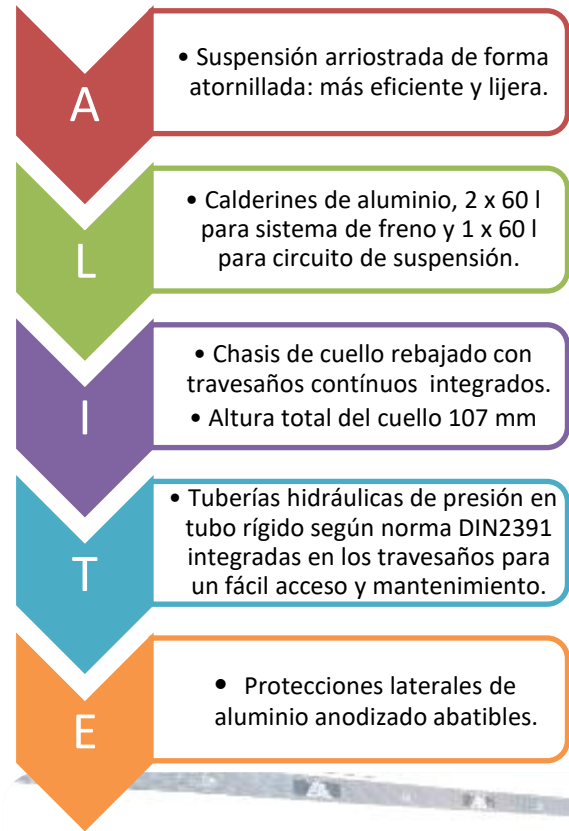 A
• Suspensión arriostrada de forma
atornillada: más eficiente y lijera.
L
• Calderines de aluminio, 2 x 60 l
para sistema de freno y 1 x 60 l
para circuito de suspensión.
I
• Chasis de cuello rebajado con
travesaños contínuos integrados.
• Altura total del cuello 107 mm
T
• Tuberías hidráulicas de presión en
tubo rígido según norma DIN2391
integradas en los travesaños para
un fácil acceso y mantenimiento.
E
• Protecciones laterales de
aluminio anodizado abatibles.